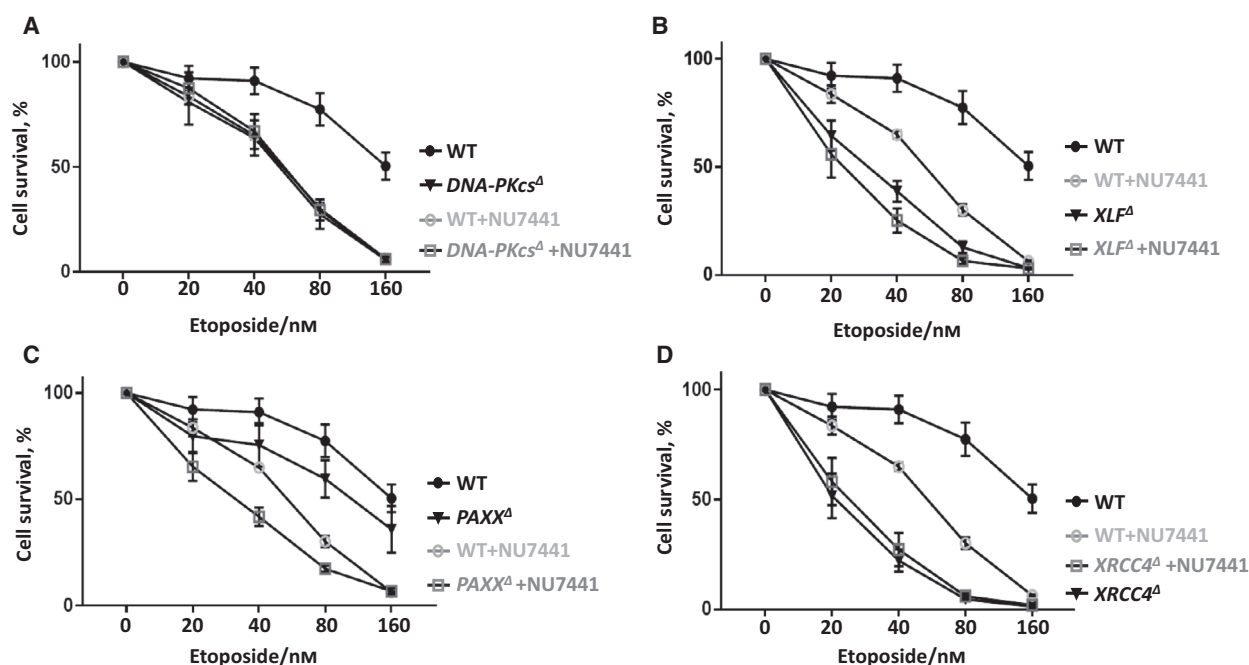 A
Cell survival, %
100
50
0
0 20 40 80 160
Etoposide/nM
WT
DNA-PKcsΔ
WT+NU7441
DNA-PKcsΔ +NU7441
B
Cell survival, %
100
50
0
0 20 40 80 160
Etoposide/nM
WT
WT+NU7441
XLFΔ
XLFΔ +NU7441
C
Cell survival, %
100
50
0
0 20 40 80 160
Etoposide/nM
WT
PAXXΔ
WT+NU7441
PAXXΔ +NU7441
D
Cell survival, %
100
50
0
0 20 40 80 160
Etoposide/nM
WT
WT+NU7441
XRCC4Δ +NU7441
XRCC4Δ